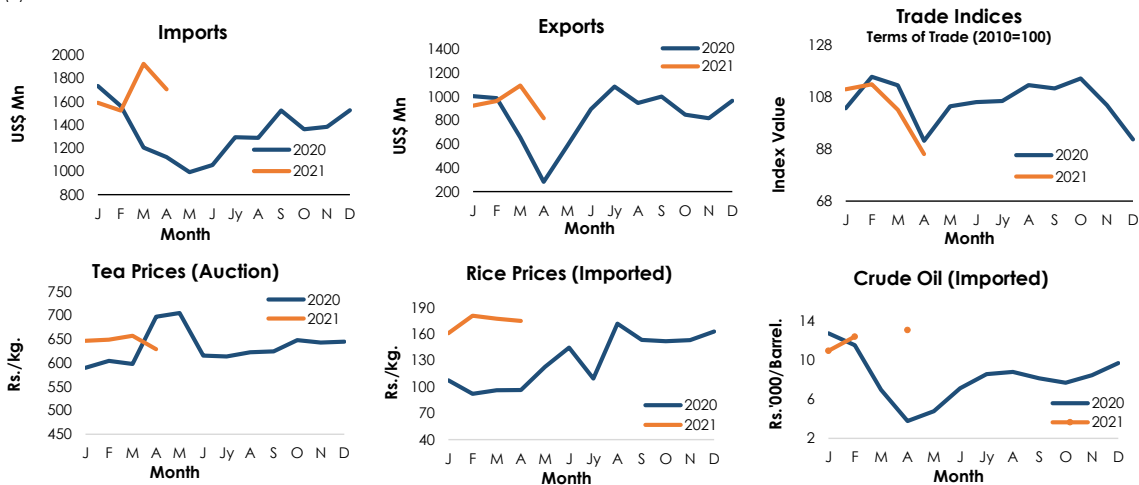 Imports
US$ Mn
2000
1800
1600
1400
1200
1000
800
2020
2021
J F M A M J Jy A S O N D
Month
Exports
US$ Mn
1400
1200
1000
800
600
400
200
2020
2021
J F M A M J Jy A S O N D
Month
Trade Indices
Terms of Trade (2010=100)
Index Value
128
108
88
68
2020
2021
J F M A M J Jy A S O N D
Month
Tea Prices (Auction)
Rs./kg.
750
700
650
600
550
500
450
2020
2021
J F M A M J Jy A S O N D
Month
Rice Prices (Imported)
Rs./kg.
190
160
130
100
70
40
2020
2021
J F M A M J Jy A S O N D
Month
Crude Oil (Imported)
Rs.'000/Barrel.
14
10
6
2
2020
2021
J F M A M J Jy A S O N D
Month